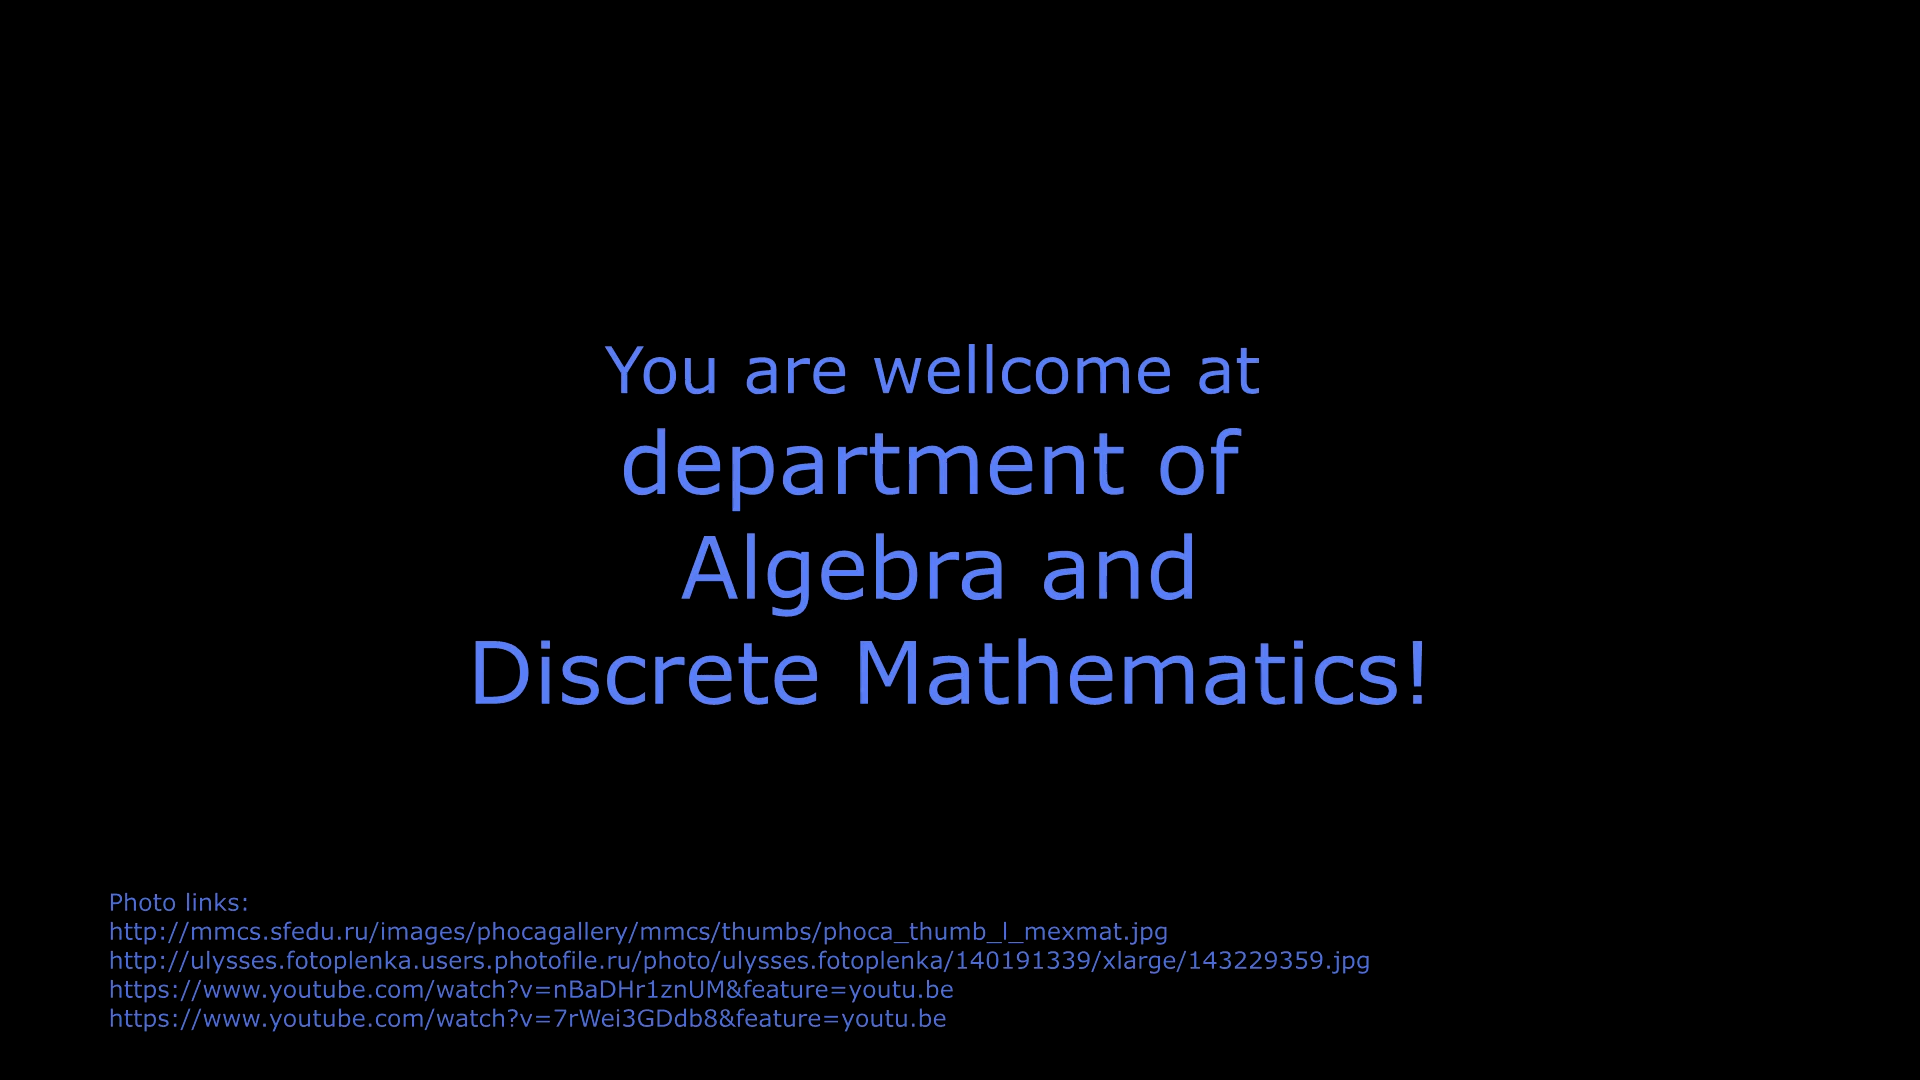 You are wellcome at
department of
Algebra and
Discrete Mathematics!
Photo links:
http://mmcs.sfedu.ru/images/phocagallery/mmcs/thumbs/phoca_thumb_l_mexmat.jpg
http://ulysses.fotoplenka.users.photofile.ru/photo/ulysses.fotoplenka/140191339/xlarge/143229359.jpg
https://www.youtube.com/watch?v=nBaDHr1znUM&feature=youtu.be
https://www.youtube.com/watch?v=7rWei3GDdb8&feature=youtu.be